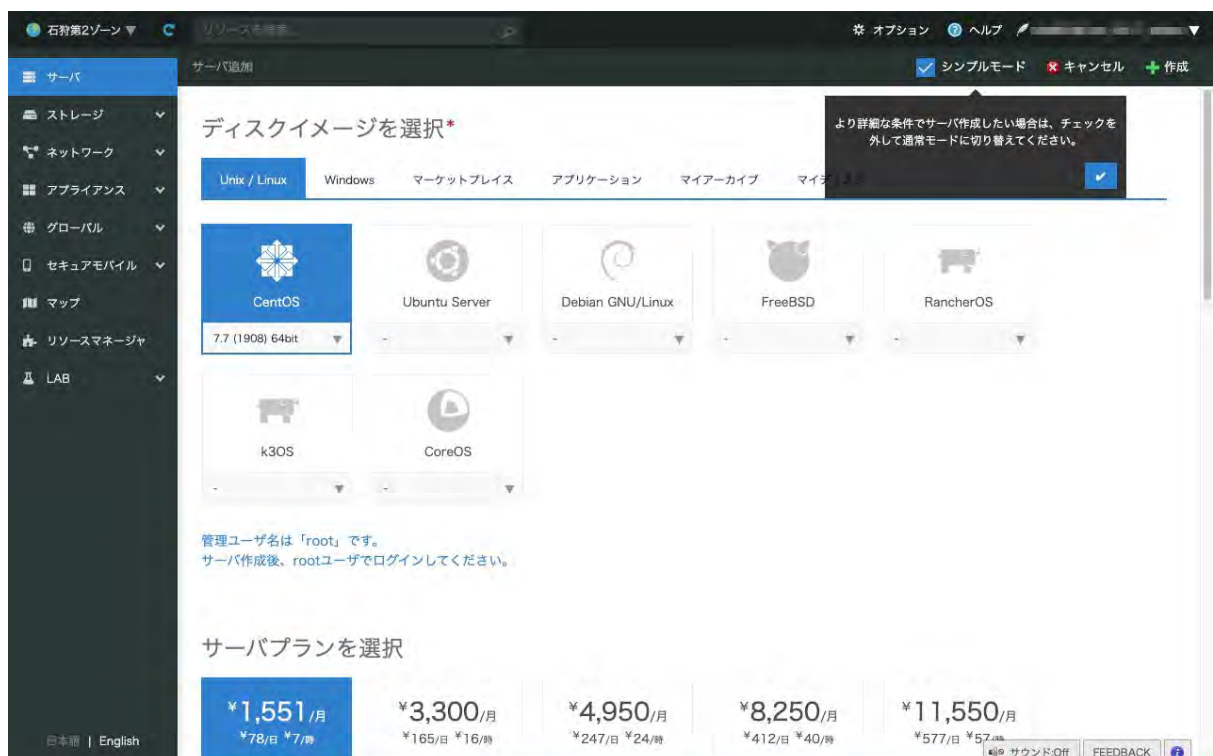 石狩第2ゾーン ▼
リソースを検索
オプション
ヘルプ
サーバ追加
シンプルモード
キャンセル
作成
サーバ
ストレージ
ネットワーク
アプライアンス
グローバル
セキュアモバイル
マップ
リソースマネージャ
LAB
日本語 | English
より詳細な条件でサーバ作成したい場合は、チェックを
外して通常モードに切り替えてください。
ディスクイメージを選択*
Unix / Linux
Windows
マーケットプレイス
アプリケーション
マイアーカイブ
マイディスク
CentOS
Ubuntu Server
Debian GNU/Linux
FreeBSD
RancherOS
7.7 (1908) 64bit
-
-
-
-
k3OS
CoreOS
-
-
管理ユーザ名は「root」です。
サーバ作成後、rootユーザでログインしてください。
サーバプランを選択
¥1,551/月
¥3,300/月
¥4,950/月
¥8,250/月
¥11,550/月
¥78/日 ¥7/時
¥165/日 ¥16/時
¥247/日 ¥24/時
¥412/日 ¥40/時
¥577/日 ¥57/時
サウンド:Off
FEEDBACK